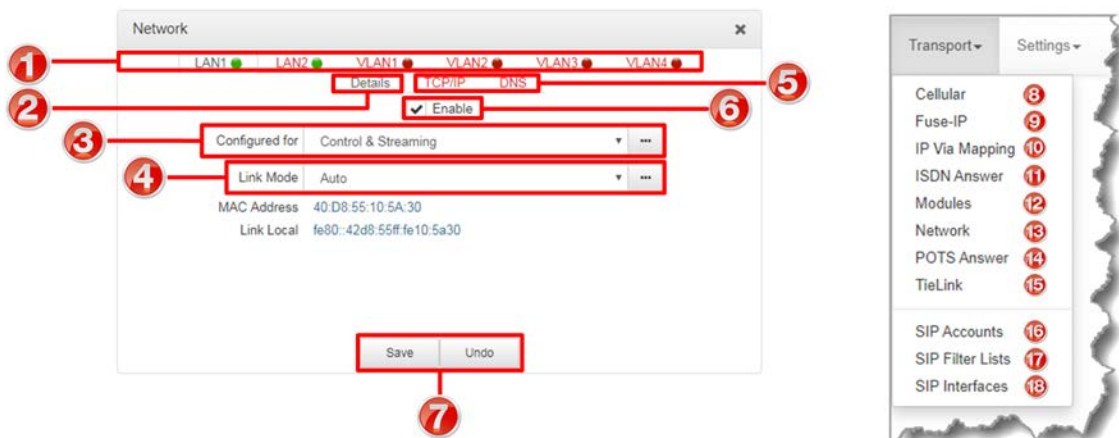 Network ×
1 LAN1 LAN2 VLAN1 VLAN2 VLAN3 VLAN4
2 Details TCP/IP DNS 5
Enable 6
3 Configured for Control & Streaming ...
4 Link Mode Auto ...
MAC Address 40:D8:55:10:5A:30
Link Local fe80::42d8:55ff:fe10:5a30
Save Undo
7
Transport Settings
Cellular 8
Fuse-IP 9
IP Via Mapping 10
ISDN Answer 11
Modules 12
Network 13
POTS Answer 14
TieLink 15
SIP Accounts 16
SIP Filter Lists 17
SIP Interfaces 18